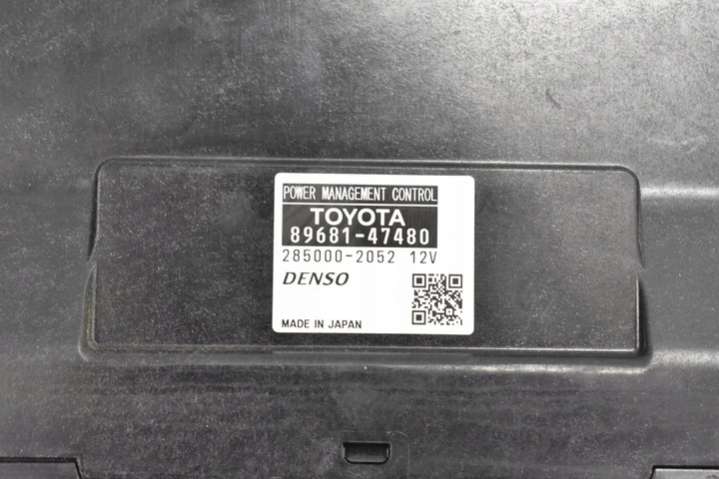 POWER MANAGEMENT CONTROL
TOYOTA
89681-47480
285000-2052 12V
DENSO
MADE IN JAPAN